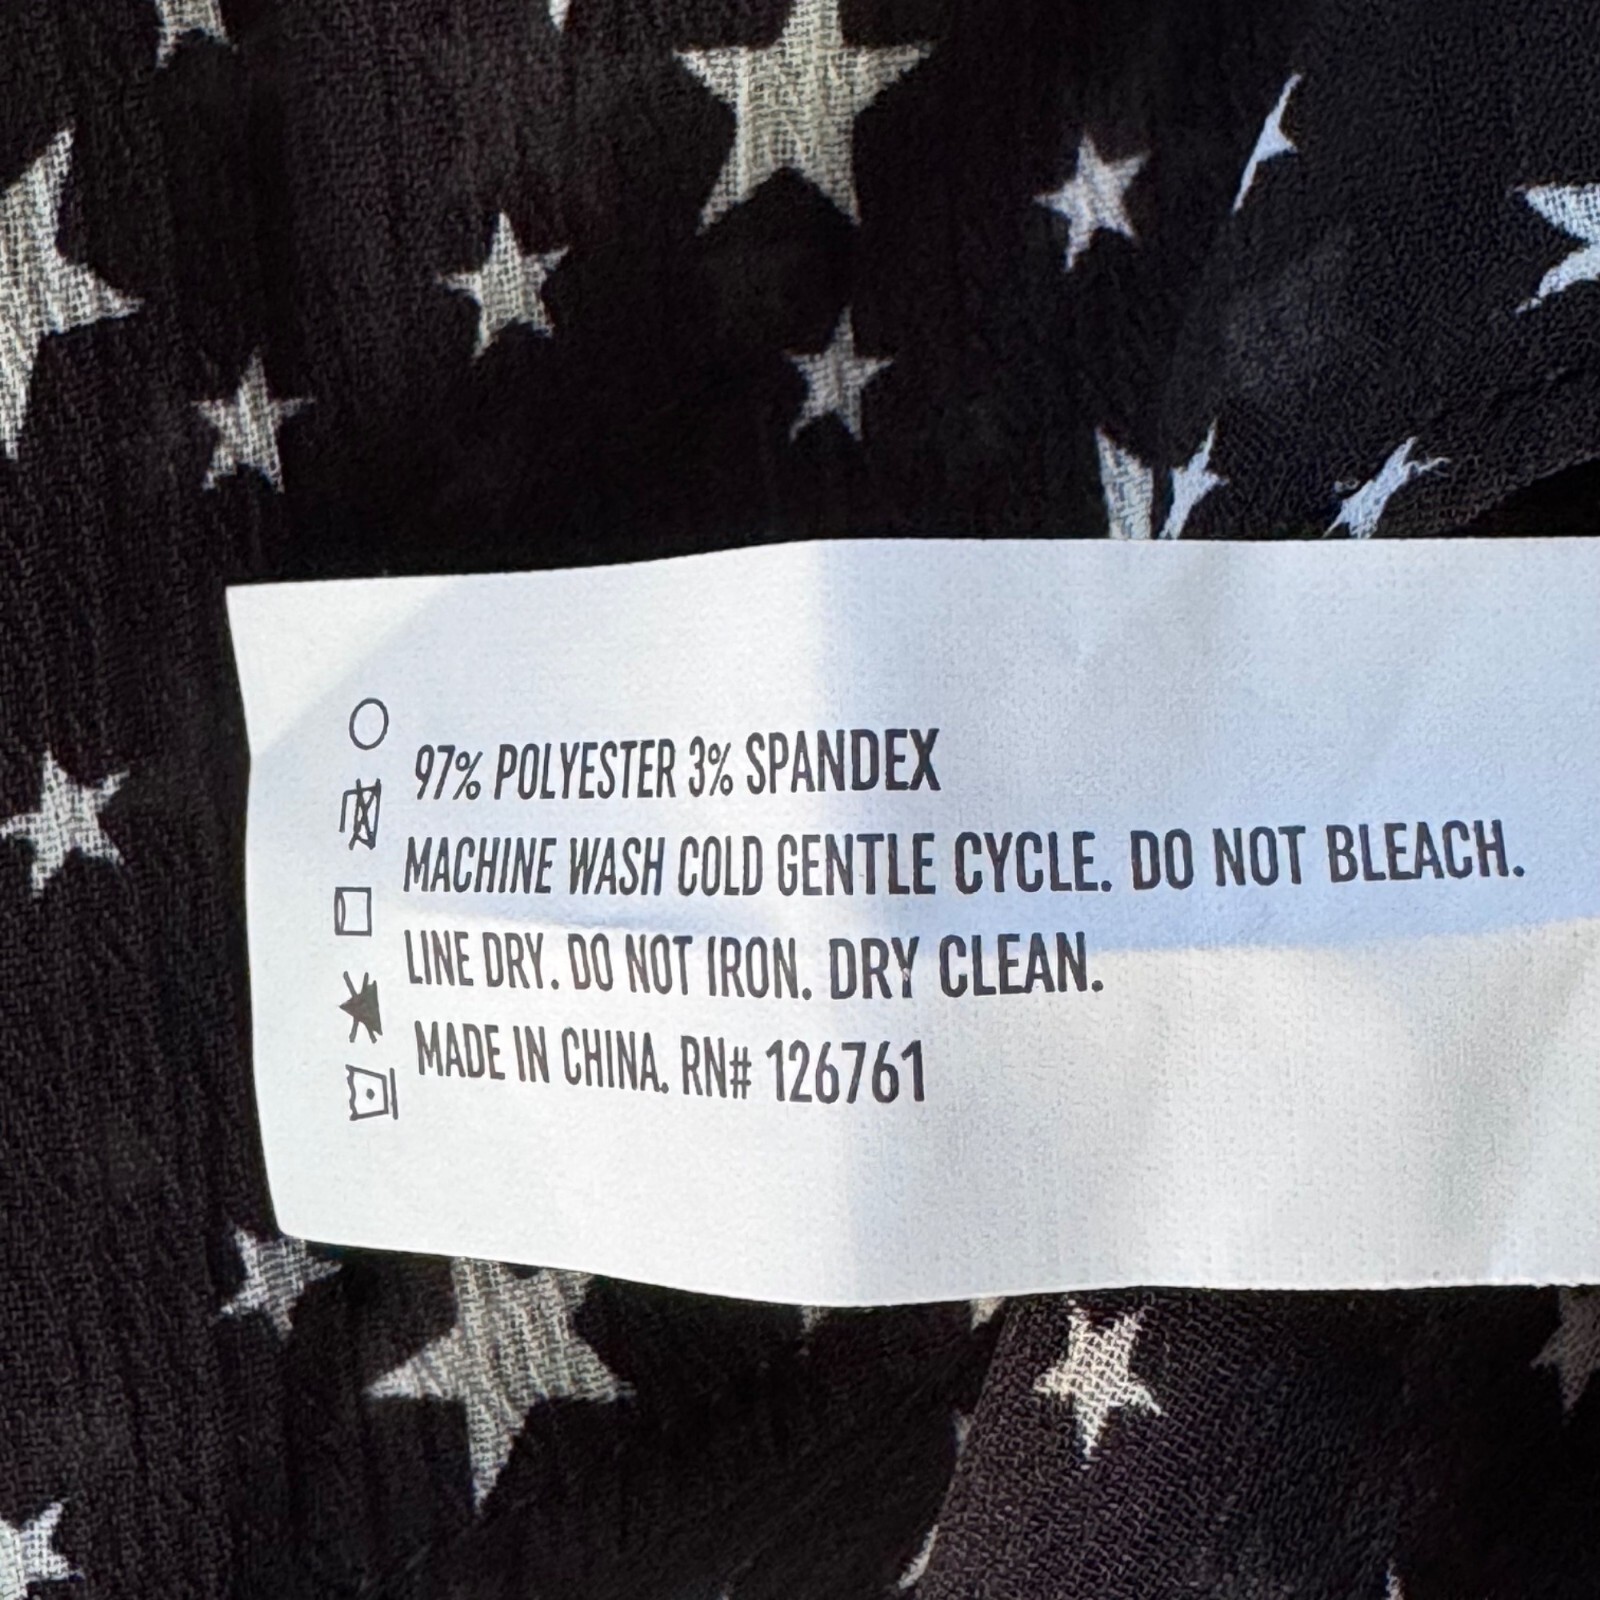 97% POLYESTER 3% SPANDEX
MACHINE WASH COLD GENTLE CYCLE. DO NOT BLEACH.
LINE DRY. DO NOT IRON. DRY CLEAN.
MADE IN CHINA. RN# 126761